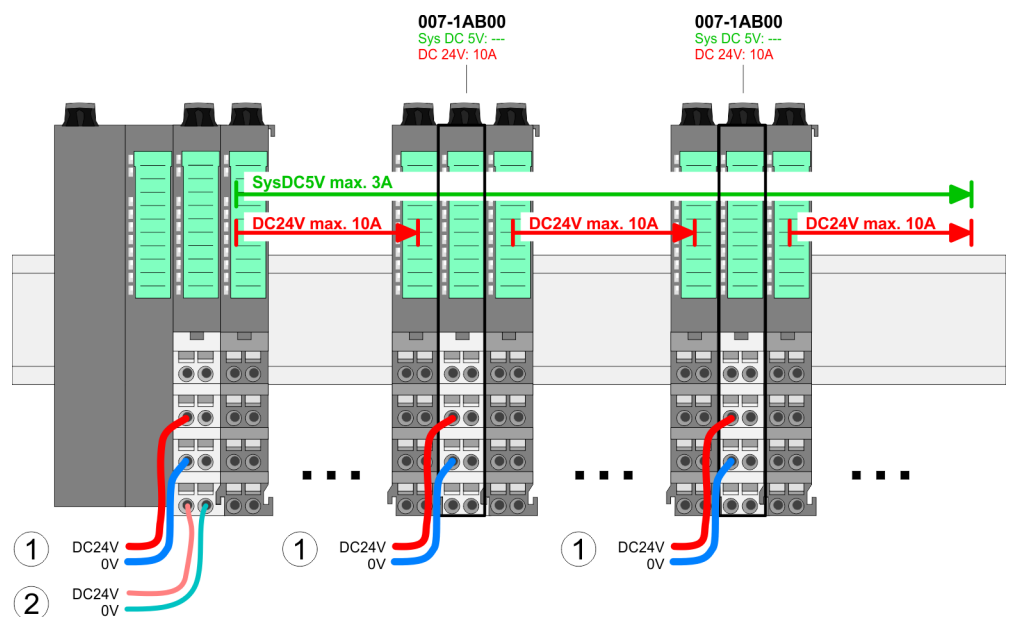 007-1AB00
Sys DC 5V: ---
DC 24V: 10A
007-1AB00
Sys DC 5V: ---
DC 24V: 10A
SysDC5V max. 3A
DC24V max. 10A
DC24V max. 10A
DC24V max. 10A
1
DC24V
0V
1
DC24V
0V
1
DC24V
0V
2
DC24V
0V